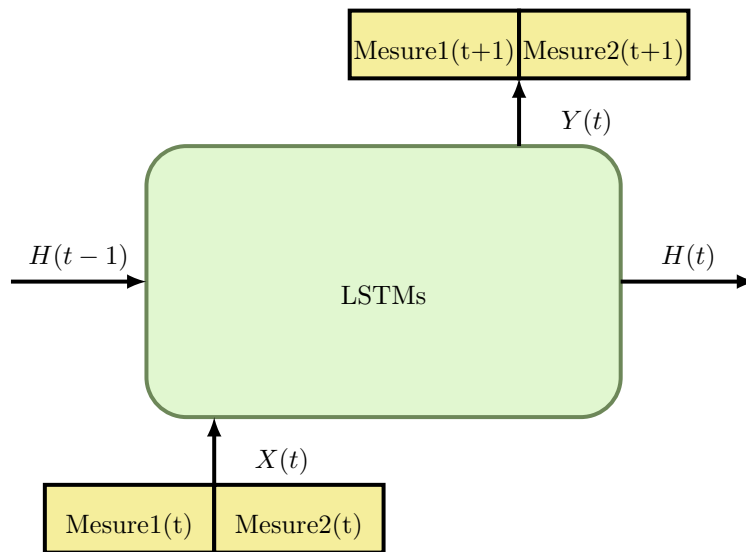 Mesure1(t+1) Mesure2(t+1)
Y(t)
H(t − 1)
H(t)
LSTMs
X(t)
Mesure1(t) Mesure2(t)